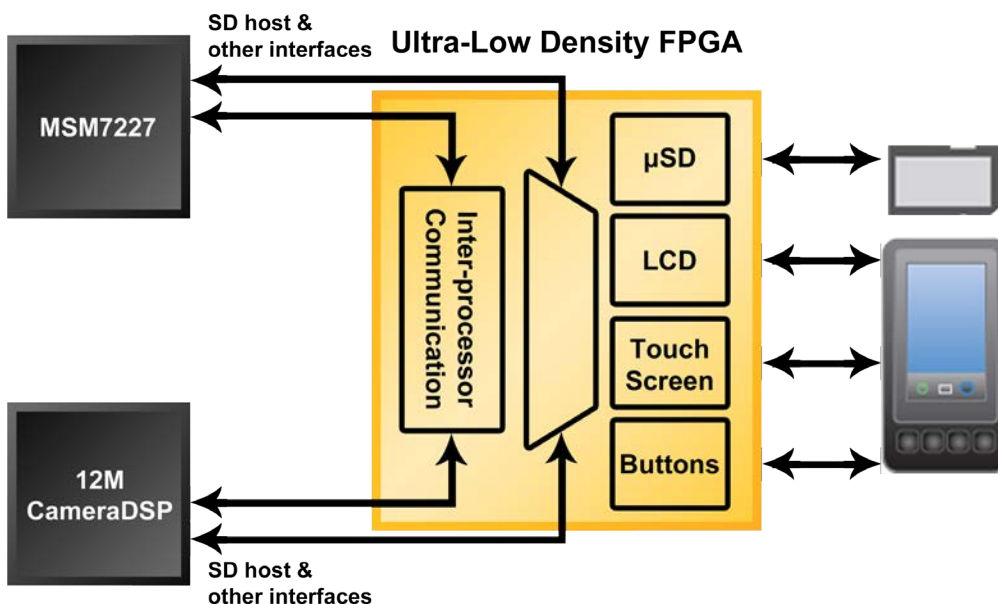 SD host &
other interfaces
Ultra-Low Density FPGA
MSM7227
µSD
LCD
Inter-processor
Communication
Touch
Screen
Buttons
12M
CameraDSP
SD host &
other interfaces